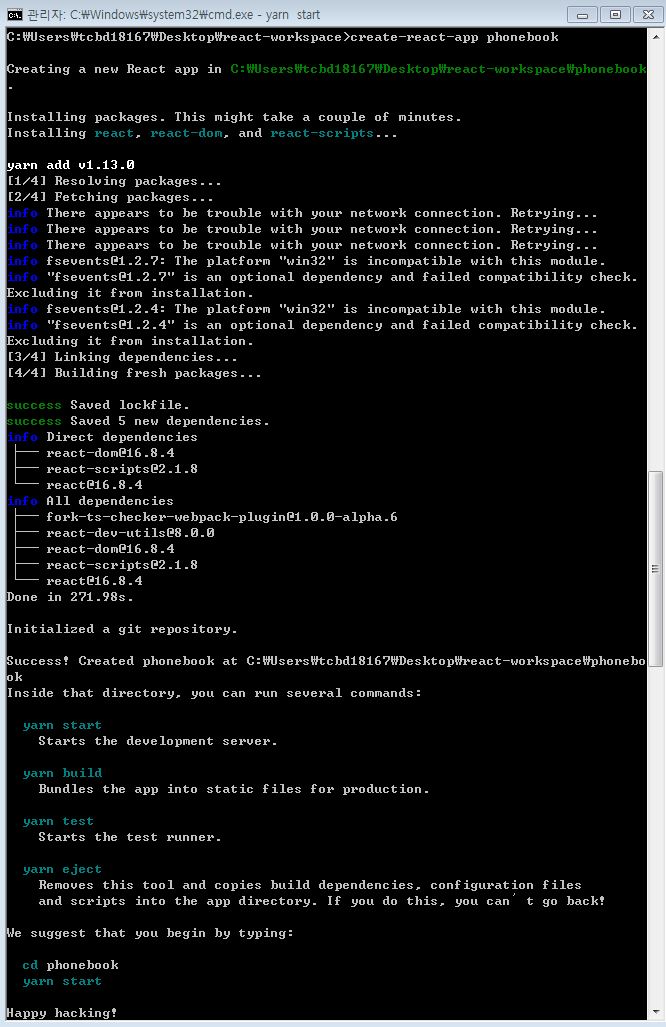 관리자: C:₩Windows₩system32₩cmd.exe - yarn  start
C:₩Users₩tcbd18167₩Desktop₩react-workspace>create-react-app phonebook
Creating a new React app in C:₩Users₩tcbd18167₩Desktop₩react-workspace₩phonebook
.
Installing packages. This might take a couple of minutes.
Installing react, react-dom, and react-scripts...
yarn add v1.13.0
[1/4] Resolving packages...
[2/4] Fetching packages...
info There appears to be trouble with your network connection. Retrying...
info There appears to be trouble with your network connection. Retrying...
info There appears to be trouble with your network connection. Retrying...
info fsevents@1.2.7: The platform "win32" is incompatible with this module.
info "fsevents@1.2.7" is an optional dependency and failed compatibility check.
Excluding it from installation.
info fsevents@1.2.4: The platform "win32" is incompatible with this module.
info "fsevents@1.2.4" is an optional dependency and failed compatibility check.
Excluding it from installation.
[3/4] Linking dependencies...
[4/4] Building fresh packages...
success Saved lockfile.
success Saved 5 new dependencies.
info Direct dependencies
├── react-dom@16.8.4
├── react-scripts@2.1.8
└── react@16.8.4
info All dependencies
├── fork-ts-checker-webpack-plugin@1.0.0-alpha.6
├── react-dev-utils@8.0.0
├── react-dom@16.8.4
├── react-scripts@2.1.8
└── react@16.8.4
Done in 271.98s.
Initialized a git repository.
Success! Created phonebook at C:₩Users₩tcbd18167₩Desktop₩react-workspace₩phonebo
ok
Inside that directory, you can run several commands:
yarn start
Starts the development server.
yarn build
Bundles the app into static files for production.
yarn test
Starts the test runner.
yarn eject
Removes this tool and copies build dependencies, configuration files
and scripts into the app directory. If you do this, you can’t go back!
We suggest that you begin by typing:
cd phonebook
yarn start
Happy hacking!